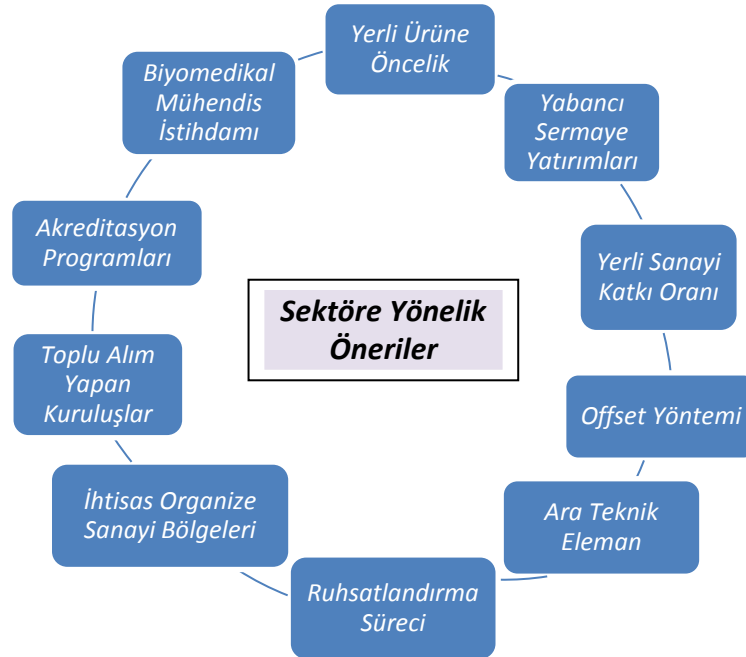 Yerli Ürüne
Öncelik
Yabancı
Sermaye
Yatırımları
Yerli Sanayi
Katkı Oranı
Offset Yöntemi
Ara Teknik
Eleman
Ruhsatlandırma
Süreci
İhtisas Organize
Sanayi Bölgeleri
Toplu Alım
Yapan
Kuruluşlar
Akreditasyon
Programları
Biyomedikal
Mühendis
İstihdamı
Sektöre Yönelik
Öneriler